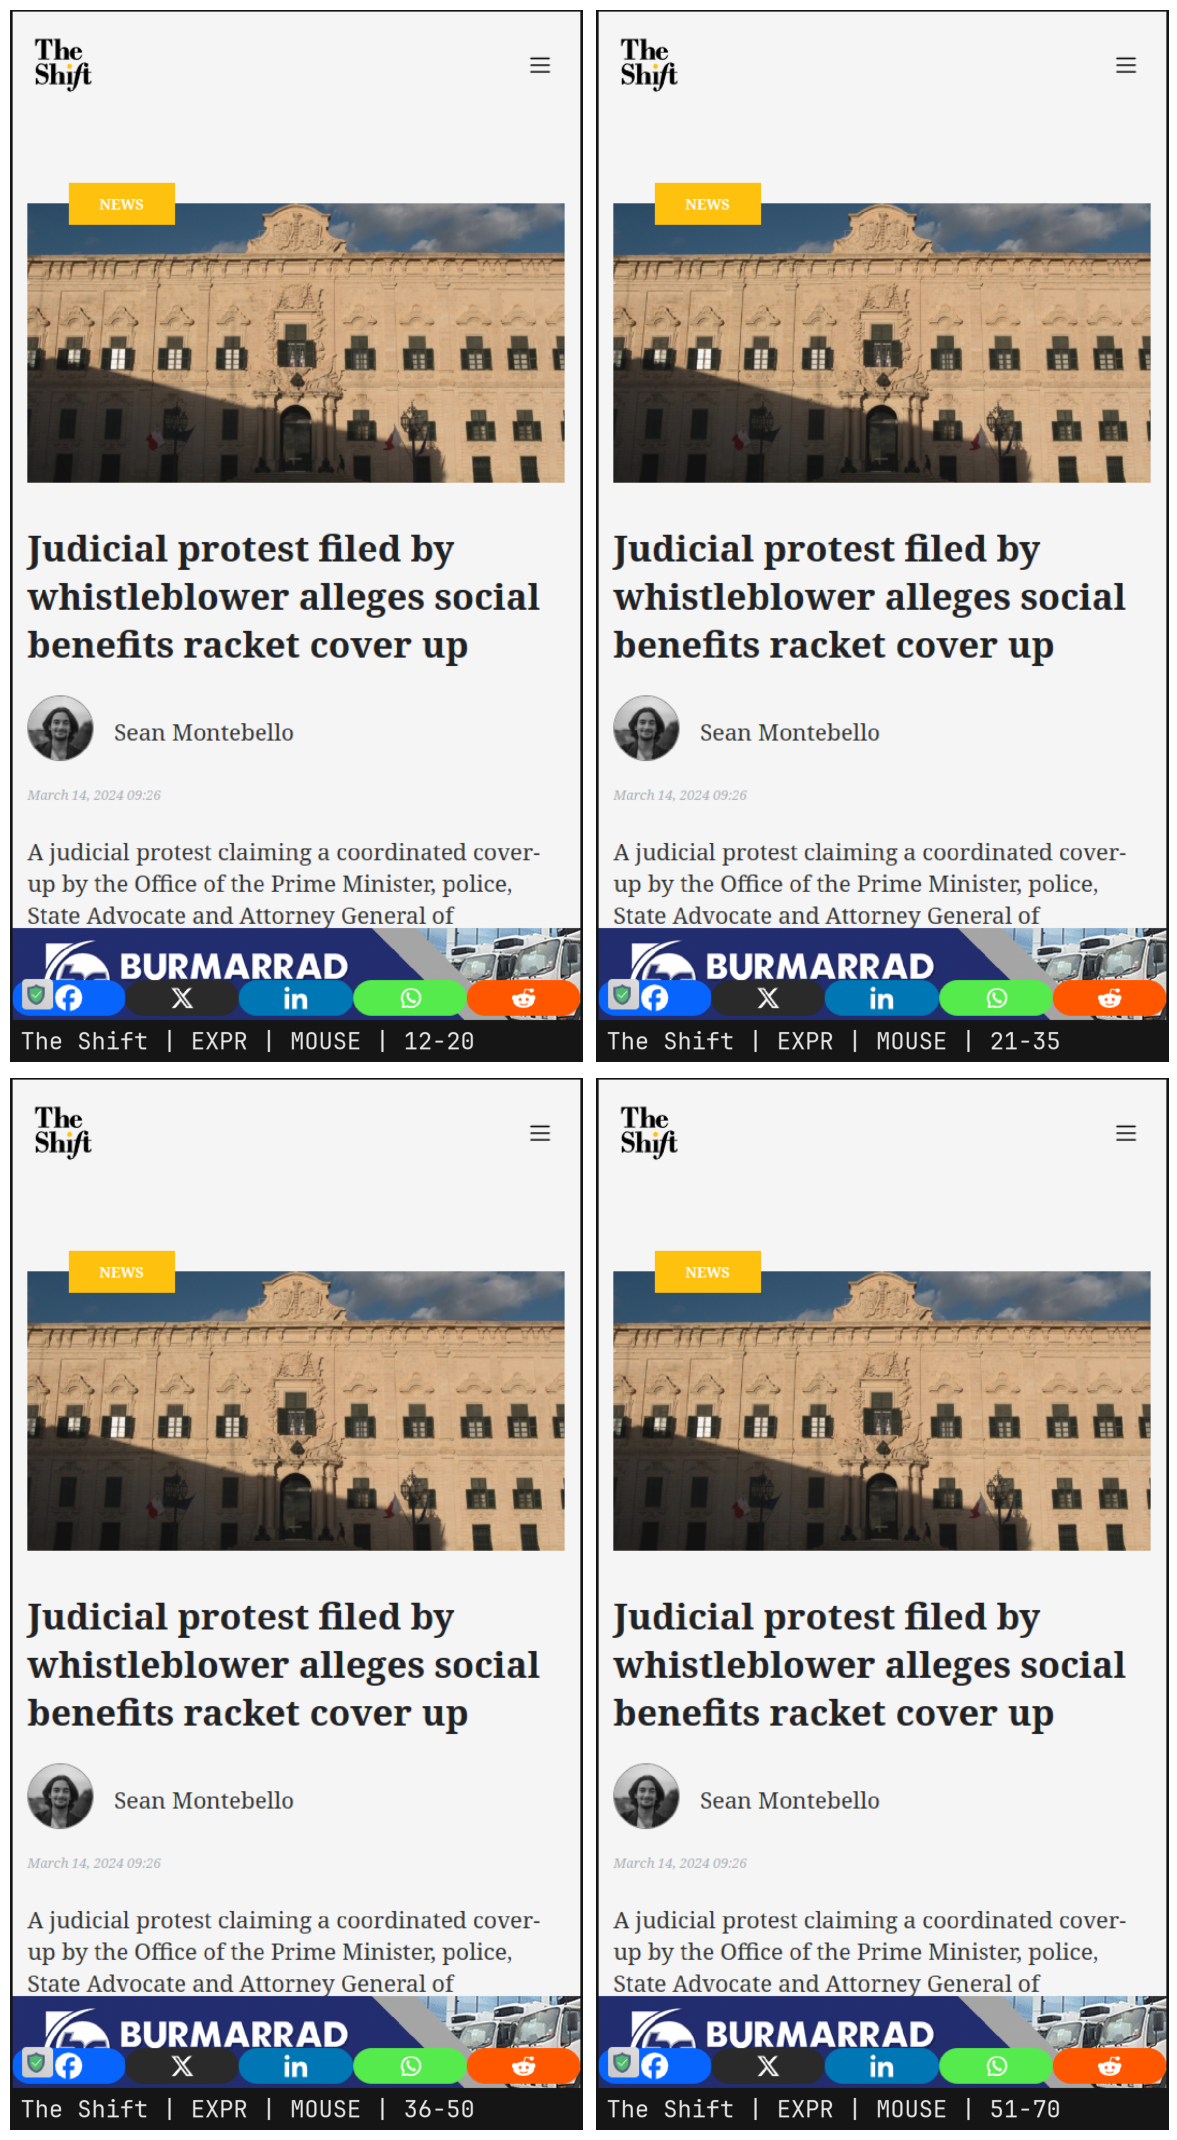 The
Shift
NEWS
Judicial protest filed by
whistleblower alleges social
benefits racket cover up
Sean Montebello
March 14, 2024 09:26
A judicial protest claiming a coordinated cover-
up by the Office of the Prime Minister, police,
State Advocate and Attorney General of
BURMARRAD
The Shift | EXPR | MOUSE | 12-20
The
Shift
NEWS
Judicial protest filed by
whistleblower alleges social
benefits racket cover up
Sean Montebello
March 14, 2024 09:26
A judicial protest claiming a coordinated cover-
up by the Office of the Prime Minister, police,
State Advocate and Attorney General of
BURMARRAD
The Shift | EXPR | MOUSE | 21-35
The
Shift
NEWS
Judicial protest filed by
whistleblower alleges social
benefits racket cover up
Sean Montebello
March 14, 2024 09:26
A judicial protest claiming a coordinated cover-
up by the Office of the Prime Minister, police,
State Advocate and Attorney General of
BURMARRAD
The Shift | EXPR | MOUSE | 36-50
The
Shift
NEWS
Judicial protest filed by
whistleblower alleges social
benefits racket cover up
Sean Montebello
March 14, 2024 09:26
A judicial protest claiming a coordinated cover-
up by the Office of the Prime Minister, police,
State Advocate and Attorney General of
BURMARRAD
The Shift | EXPR | MOUSE | 51-70